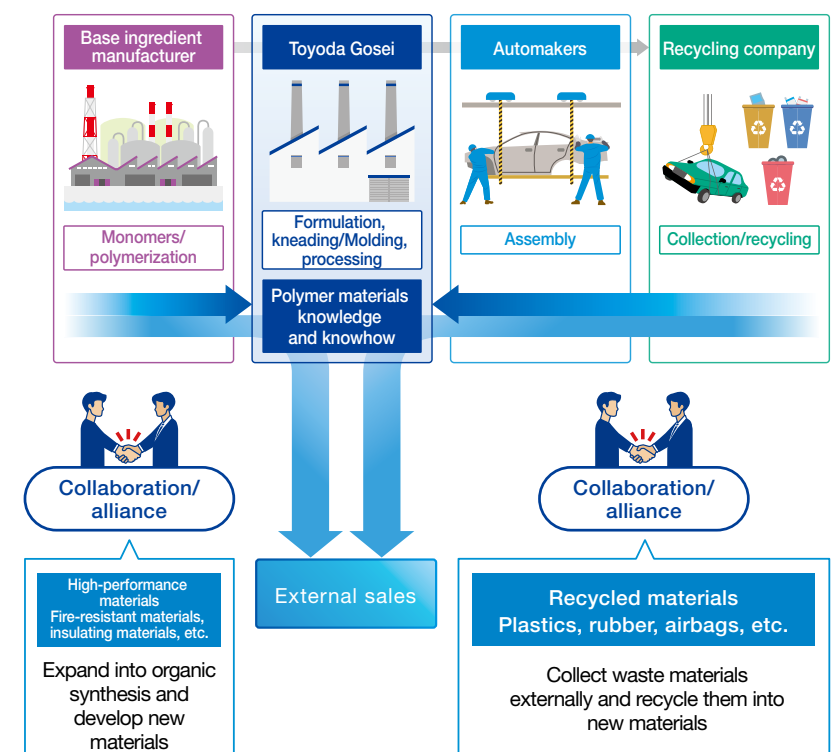 Base ingredient
manufacturer
Toyoda Gosei
Automakers
Recycling company
Monomers/
polymerization
Formulation,
kneading/Molding,
processing
Assembly
Collection/recycling
Polymer materials
knowledge
and knowhow
Collaboration/
alliance
Collaboration/
alliance
High-performance
materials
Fire-resistant materials,
insulating materials, etc.
Expand into organic
synthesis and
develop new
materials
External sales
Recycled materials
Plastics, rubber, airbags, etc.
Collect waste materials
externally and recycle them into
new materials